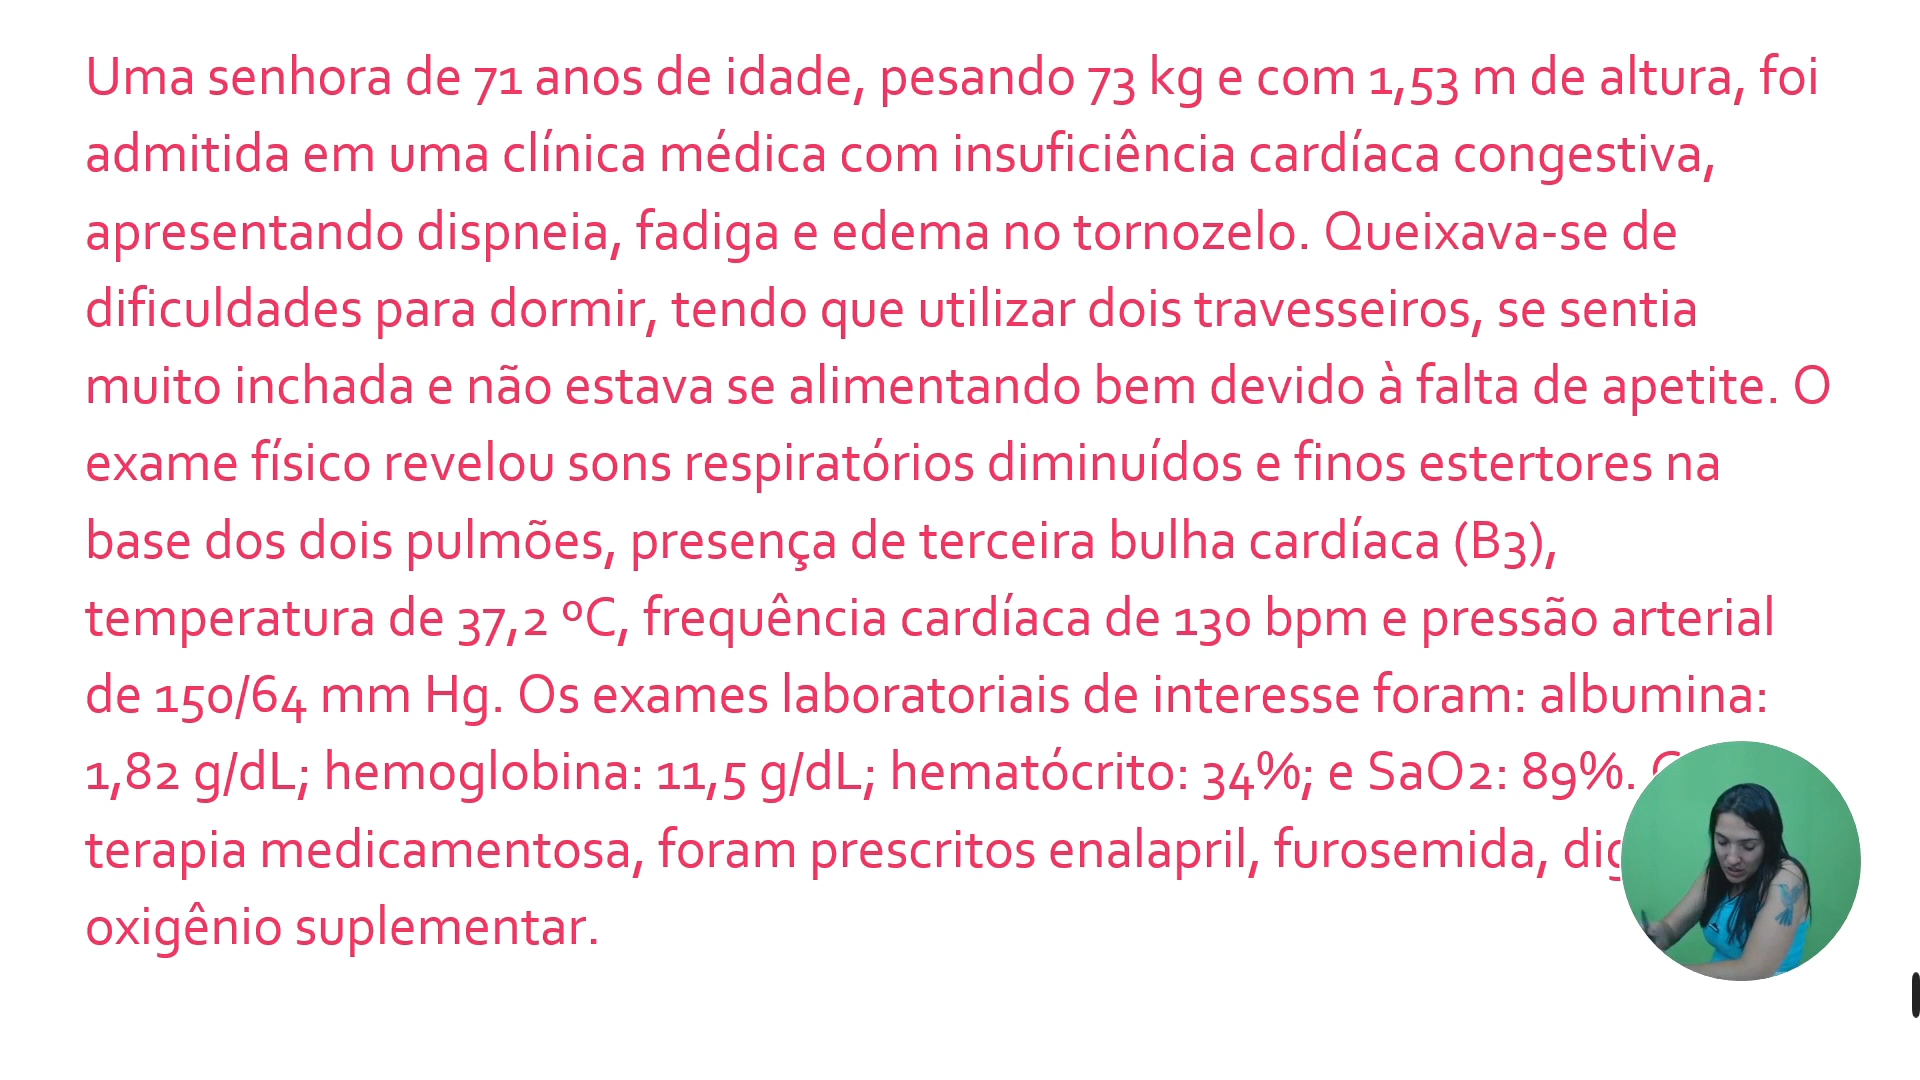 Uma senhora de 71 anos de idade, pesando 73 kg e com 1,53 m de altura, foi
admitida em uma clínica médica com insuficiência cardíaca congestiva,
apresentando dispneia, fadiga e edema no tornozelo. Queixava-se de
dificuldades para dormir, tendo que utilizar dois travesseiros, se sentia
muito inchada e não estava se alimentando bem devido à falta de apetite. O
exame físico revelou sons respiratórios diminuídos e finos estertores na
base dos dois pulmões, presença de terceira bulha cardíaca (B3),
temperatura de 37,2 ºC, frequência cardíaca de 130 bpm e pressão arterial
de 150/64 mm Hg. Os exames laboratoriais de interesse foram: albumina:
1,82 g/dL; hemoglobina: 11,5 g/dL; hematócrito: 34%; e SaO2: 89%.
terapia medicamentosa, foram prescritos enalapril, furosemida,
oxigênio suplementar.